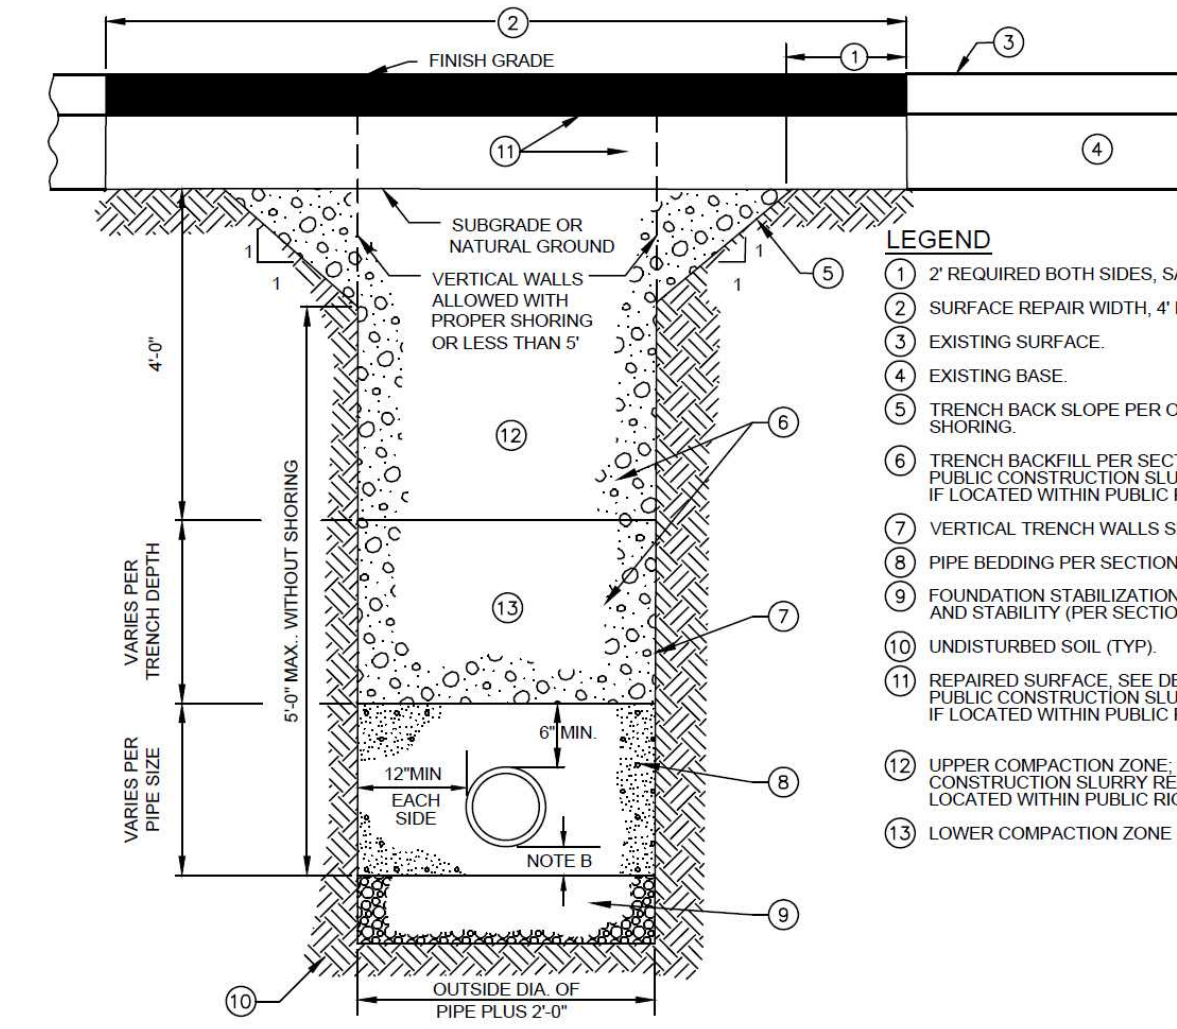 2
FINISH GRADE
1
3
11
4
SUBGRADE OR
NATURAL GROUND
1
1
1
1
5
VERTICAL WALLS
ALLOWED WITH
PROPER SHORING
OR LESS THAN 5'
4'-0"
12
6
5'-0" MAX.. WITHOUT SHORING
VARIES PER
TRENCH DEPTH
13
7
6" MIN.
VARIES PER
PIPE SIZE
12"MIN
EACH
SIDE
8
NOTE B
9
10
OUTSIDE DIA. OF
PIPE PLUS 2'-0"
LEGEND
1 2' REQUIRED BOTH SIDES, SA
2 SURFACE REPAIR WIDTH, 4'
3 EXISTING SURFACE.
4 EXISTING BASE.
5 TRENCH BACK SLOPE PER O
SHORING.
6 TRENCH BACKFILL PER SECT
PUBLIC CONSTRUCTION SLU
IF LOCATED WITHIN PUBLIC
7 VERTICAL TRENCH WALLS S
8 PIPE BEDDING PER SECTION
9 FOUNDATION STABILIZATION
AND STABILITY (PER SECTIO
10 UNDISTURBED SOIL (TYP).
11 REPAIRED SURFACE, SEE DE
PUBLIC CONSTRUCTION SLU
IF LOCATED WITHIN PUBLIC
12 UPPER COMPACTION ZONE;
CONSTRUCTION SLURRY RE
LOCATED WITHIN PUBLIC RI
13 LOWER COMPACTION ZONE